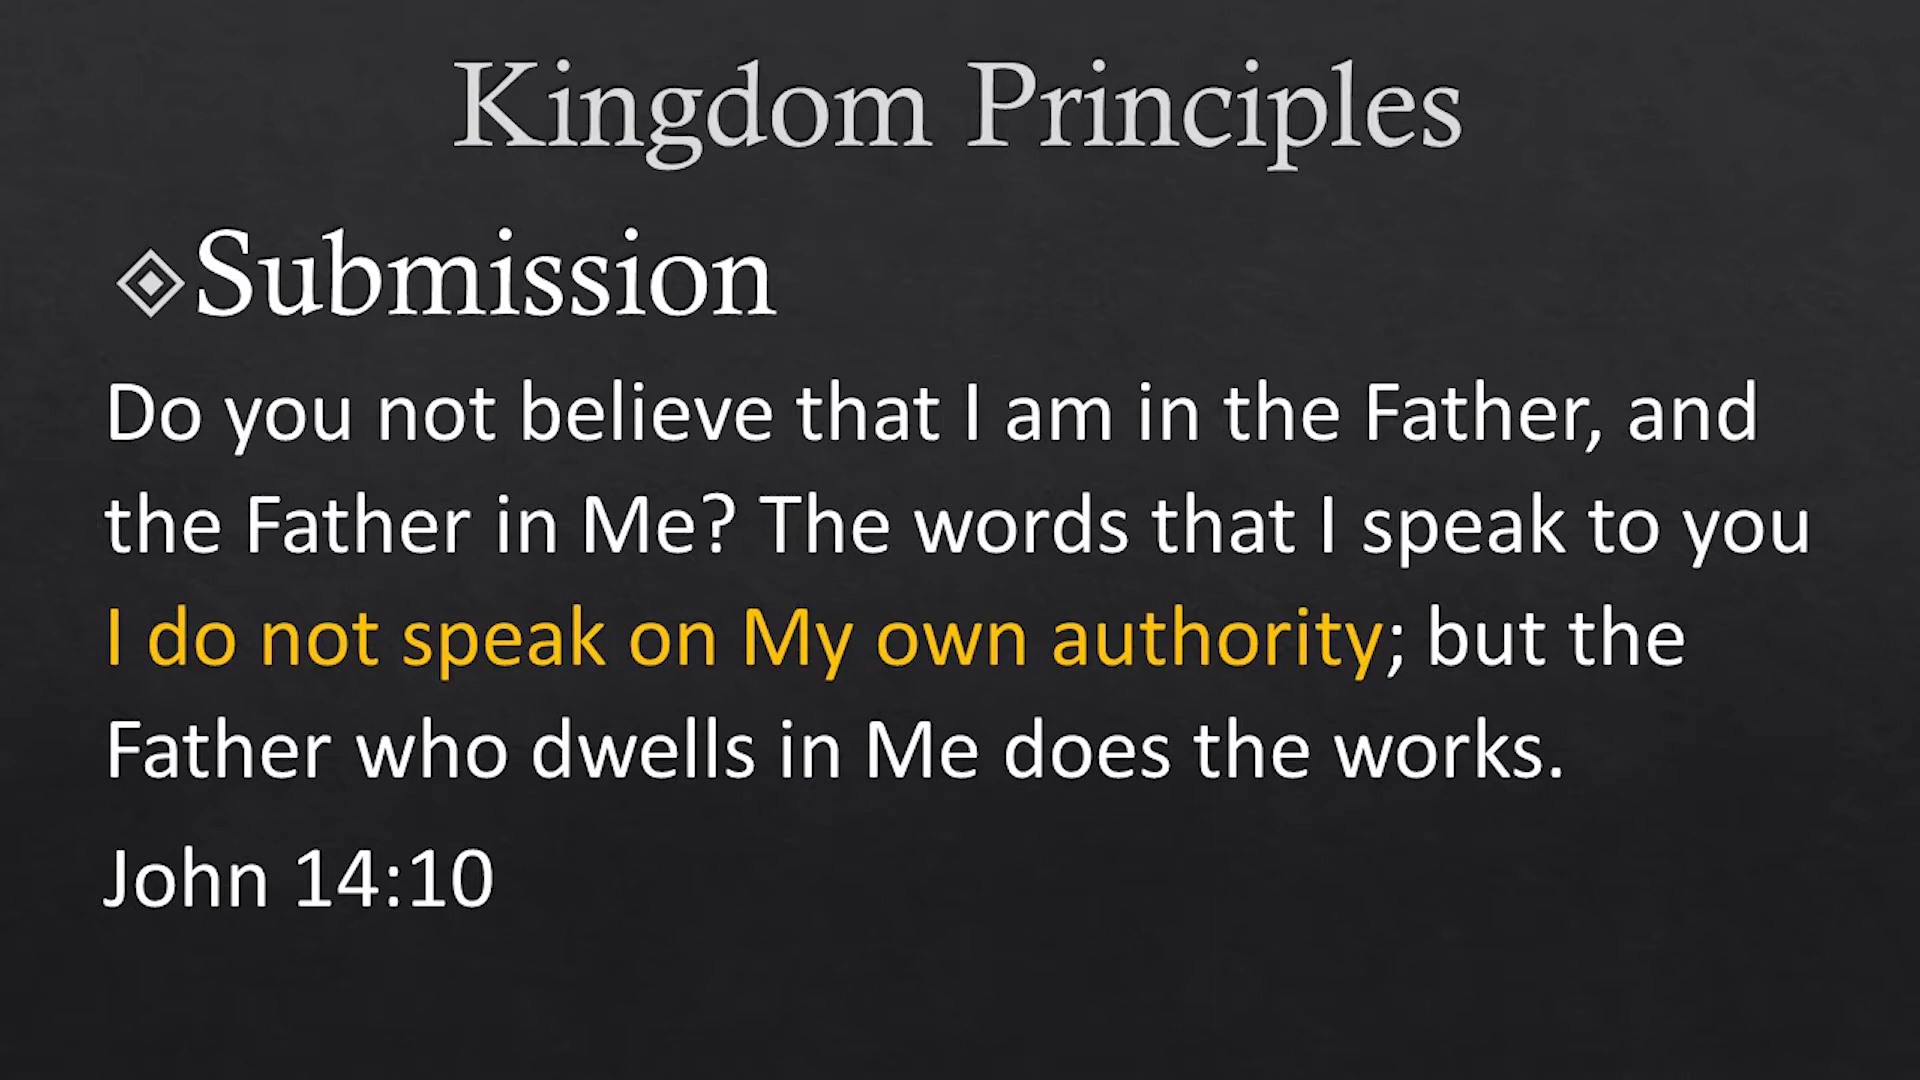 Kingdom Principles
Submission
Do you not believe that I am in the Father, and
the Father in Me? The words that I speak to you
I do not speak on My own authority; but the
Father who dwells in Me does the works.
John 14:10